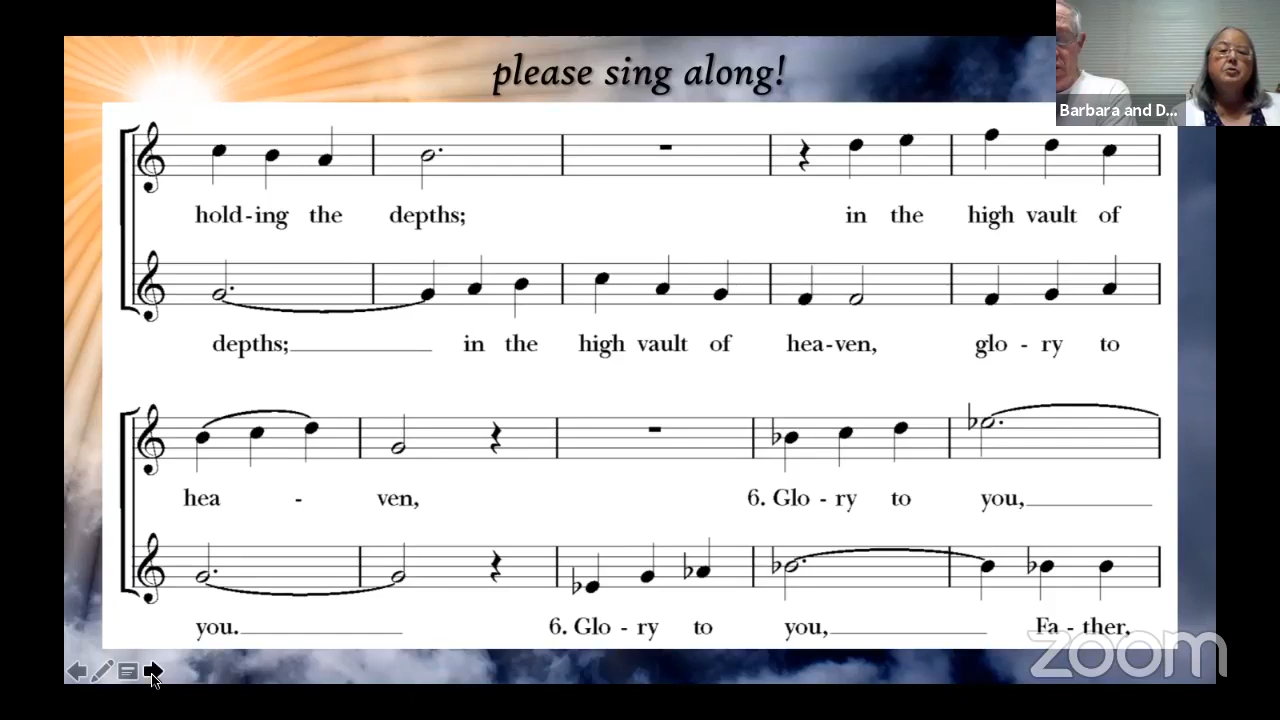 please sing along!
Barbara and D...
hold-ing the depths; in the high vault of
depths; in the high vault of hea-ven, glo - ry to
hea - ven, 6. Glo - ry to you,
you. 6. Glo - ry to you, Fa - ther,
zoom